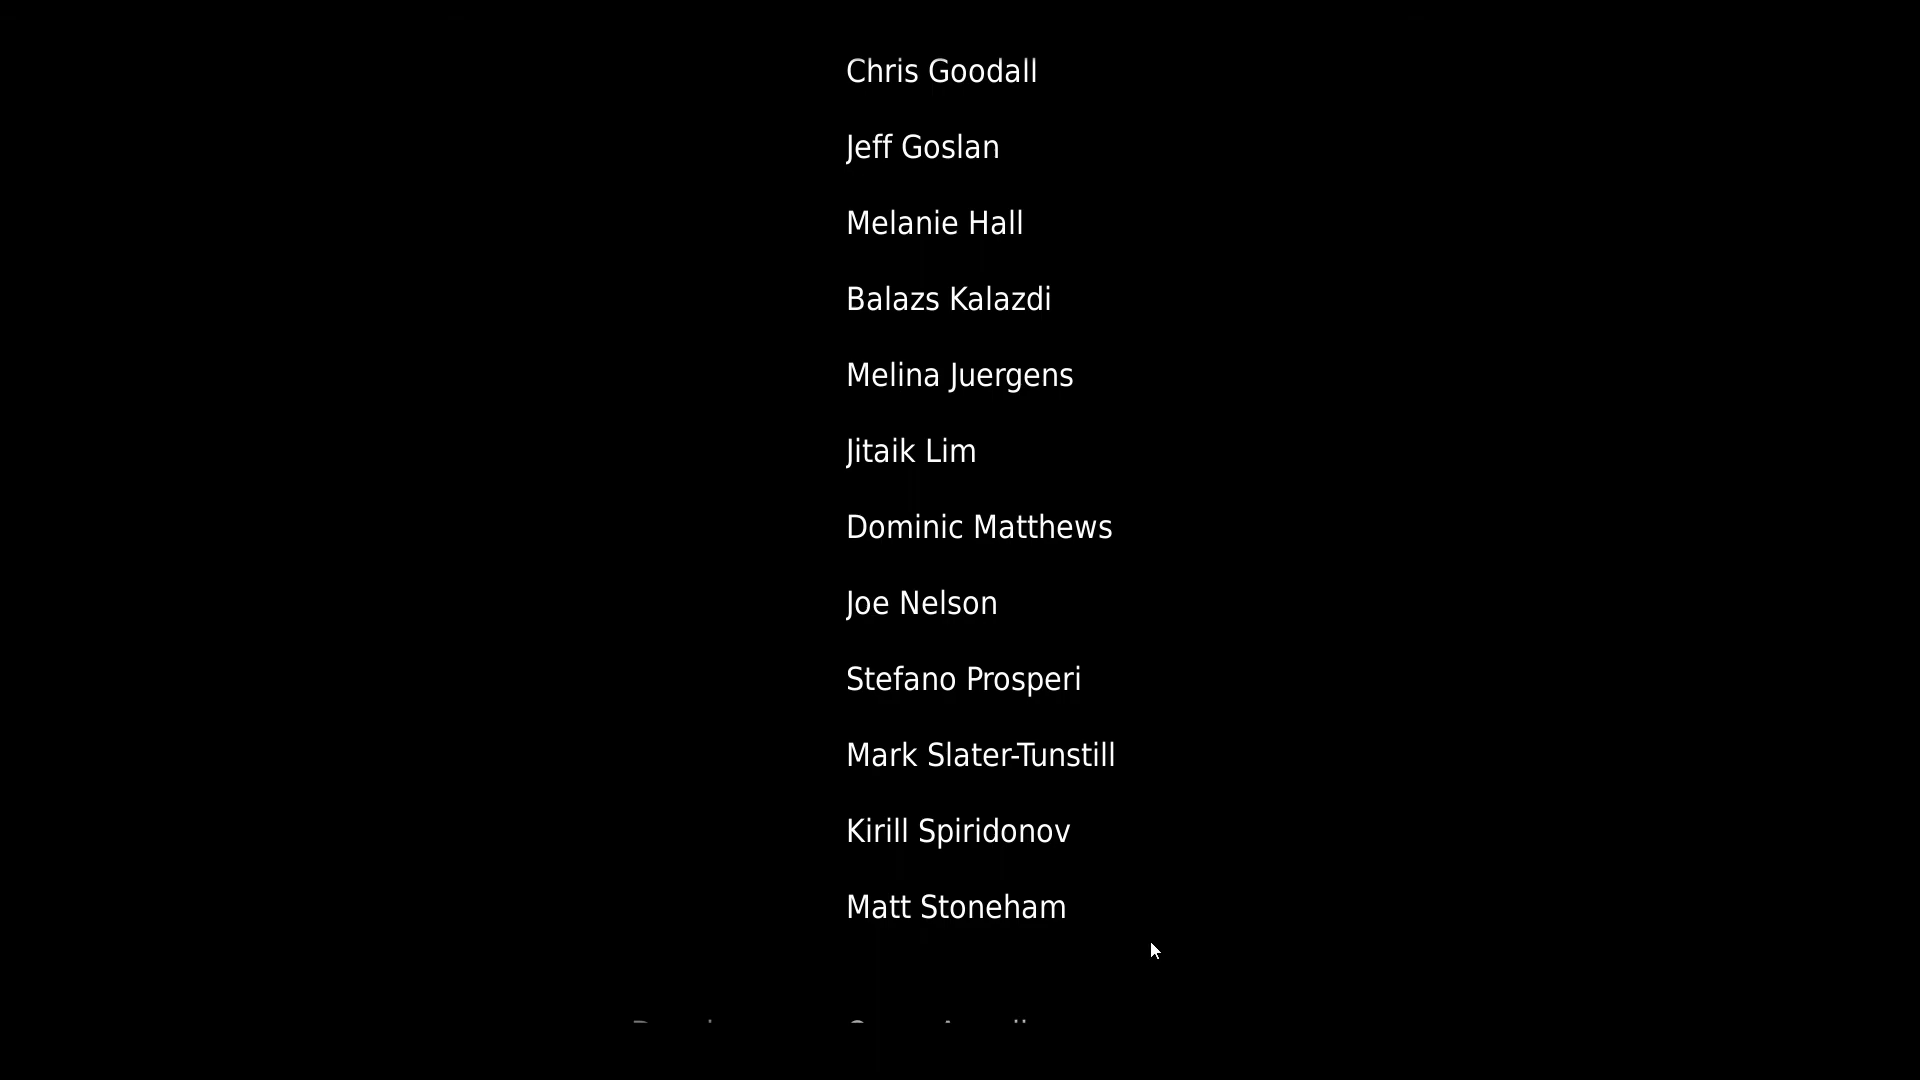 Chris Goodall
Jeff Goslan
Melanie Hall
Balazs Kalazdi
Melina Juergens
Jitaik Lim
Dominic Matthews
Joe Nelson
Stefano Prosperi
Mark Slater-Tunstill
Kirill Spiridonov
Matt Stoneham